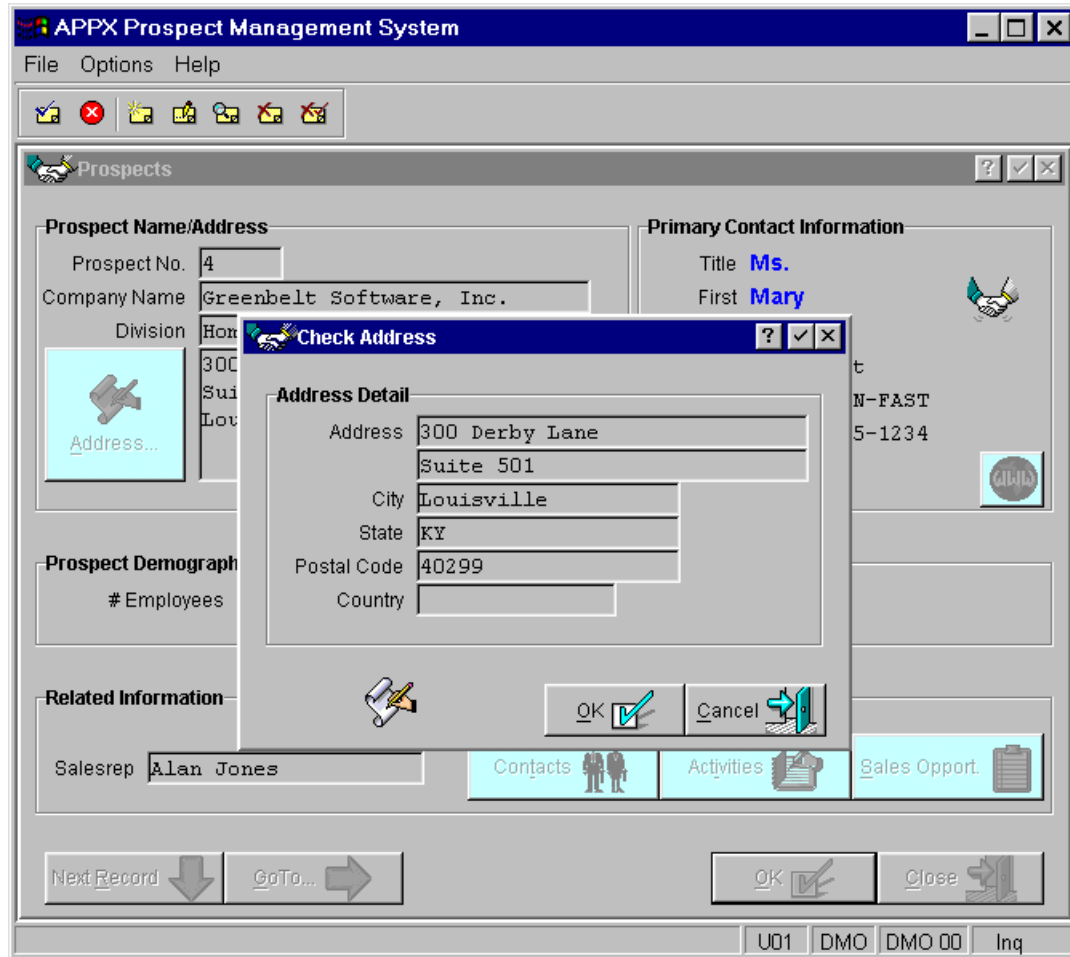 APPX Prospect Management System
File Options Help
Prospects
Prospect Name/Address
Primary Contact Information
Prospect No. 4
Title Ms.
Company Name Greenbelt Software, Inc.
First Mary
Division
Check Address
300
t
Address Detail
N-FAST
Address 300 Derby Lane
5-1234
Address...
Suite 501
City Louisville
www
State KY
Prospect Demograph
Postal Code 40299
# Employees
Country
Related Information
OK
Cancel
Salesrep Alan Jones
Contacts
Activities
Sales Opport.
Next Record
GoTo...
OK
Close
U01 DMO DMO 00 Inq